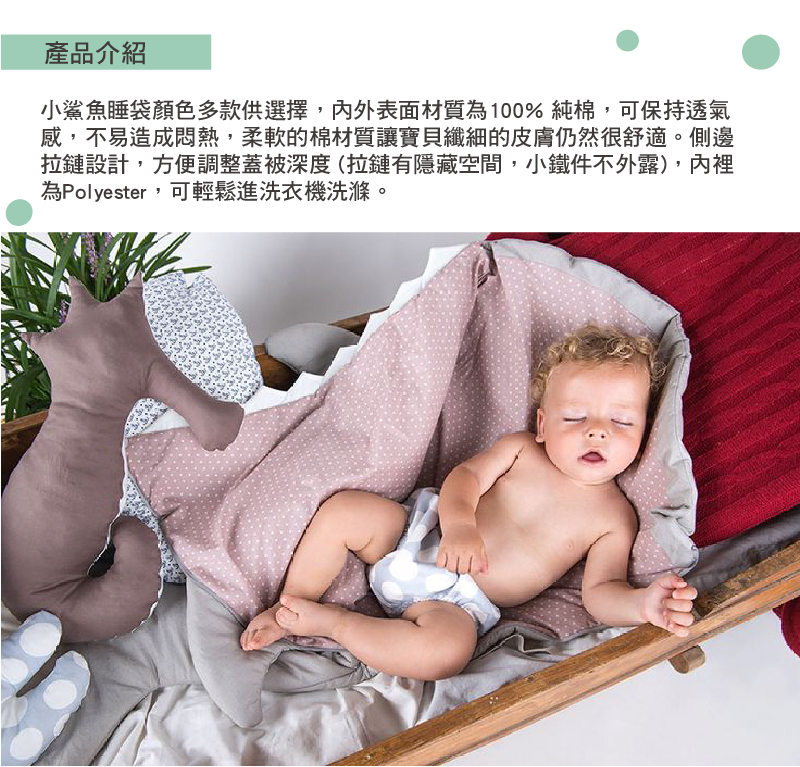 產品介紹
小鯊魚睡袋顏色多款供選擇，內外表面材質為100% 純棉，可保持透氣
感，不易造成悶熱，柔軟的棉材質讓寶貝纖細的皮膚仍然很舒適。側邊
拉鏈設計，方便調整蓋被深度 (拉鏈有隱藏空間，小鐵件不外露)，內裡
為Polyester，可輕鬆進洗衣機洗滌。